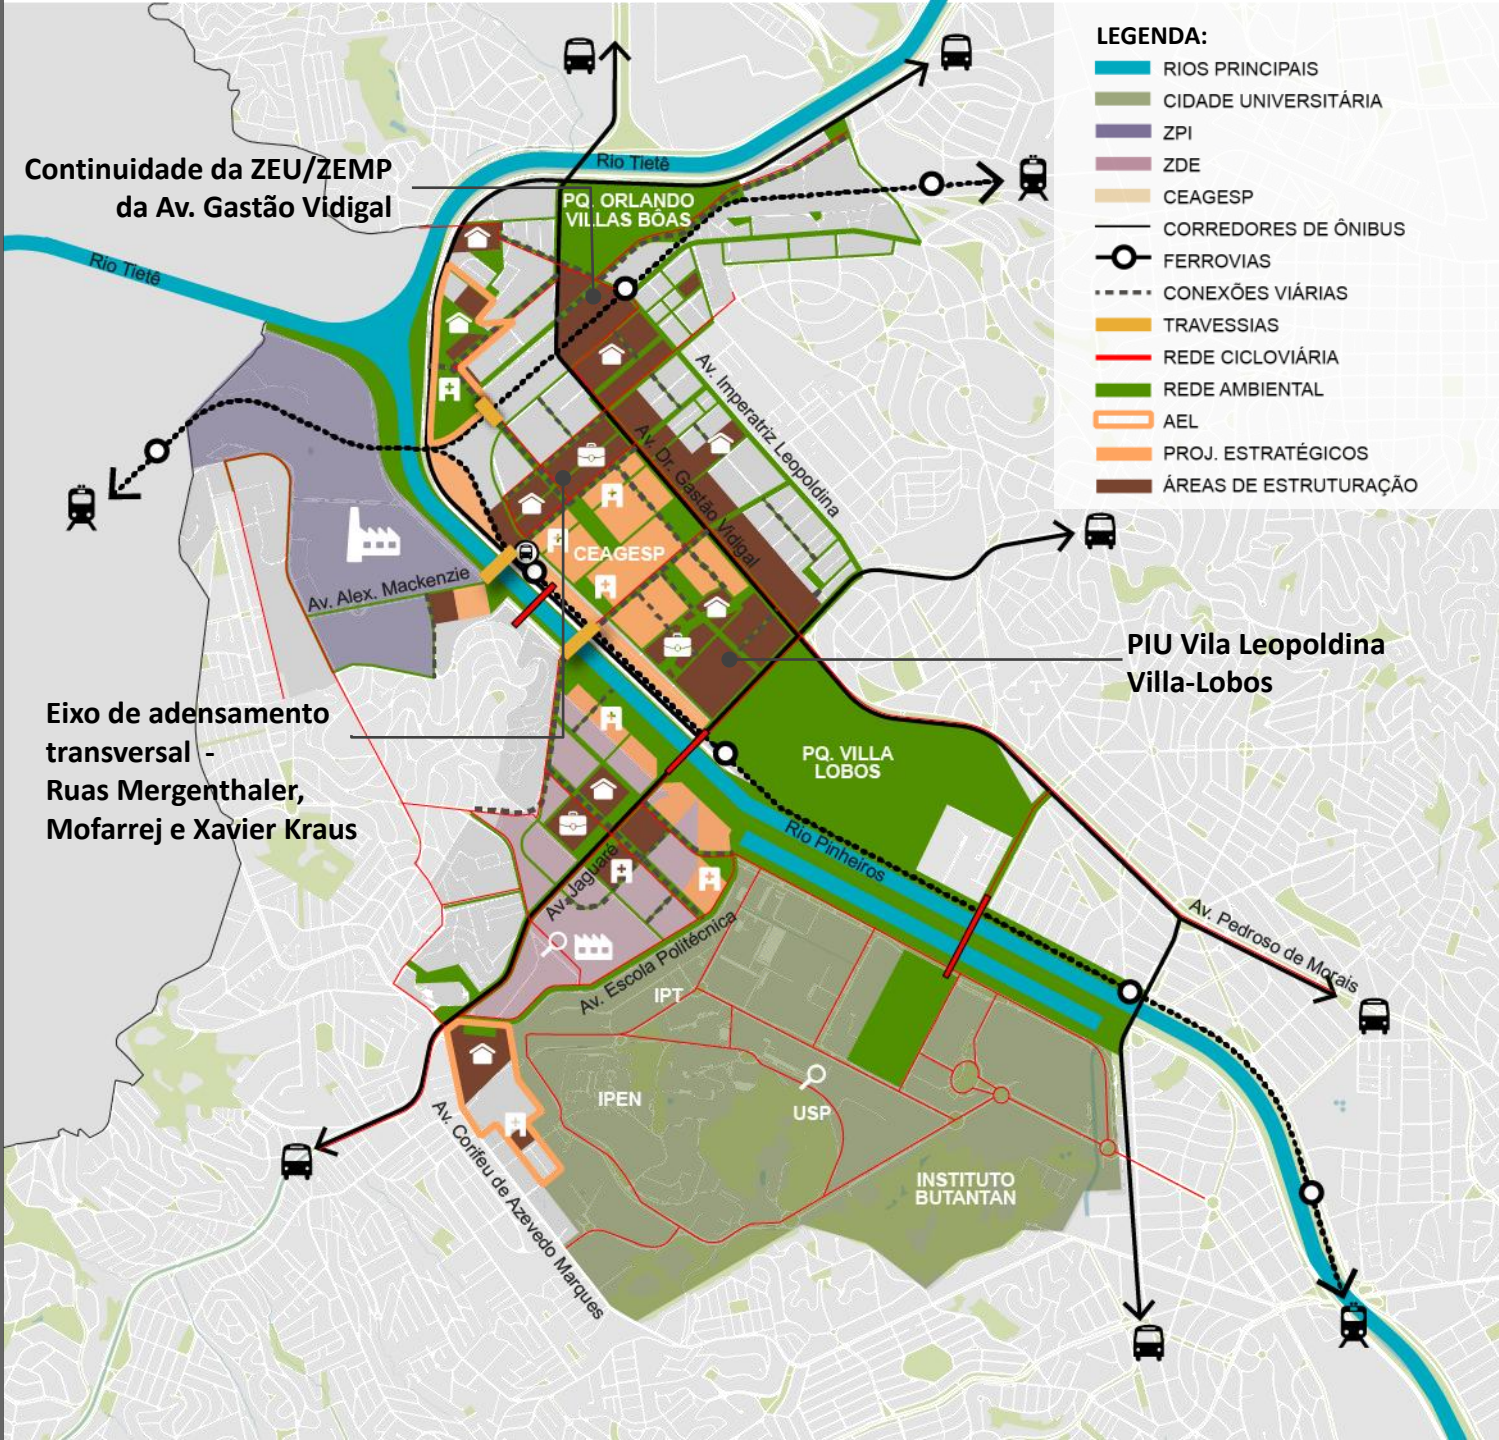 LEGENDA:
RIOS PRINCIPAIS
CIDADE UNIVERSITÁRIA
ZPI
ZDE
CEAGESP
CORREDORES DE ÔNIBUS
FERROVIAS
CONEXÕES VIÁRIAS
TRAVESSIAS
REDE CICLOVIÁRIA
REDE AMBIENTAL
AEL
PROJ. ESTRATÉGICOS
ÁREAS DE ESTRUTURAÇÃO
Rio Tietê
Continuidade da ZEU/ZEMP
da Av. Gastão Vidigal
PQ. ORLANDO
VILLAS BÔAS
Rio Tietê
Av. Imperatriz Leopoldina
Av. Dr. Gastão Vidigal
CEAGESP
Av. Alex. Mackenzie
PIU Vila Leopoldina
Villa-Lobos
Eixo de adensamento
transversal -
Ruas Mergenthaler,
Mofarrej e Xavier Kraus
PQ. VILLA
LOBOS
Rio Pinheiros
Av. Jaguaré
Av. Pedroso de Morais
Av. Escola Politécnica
IPT
IPEN
USP
Av. Corifeu de Azevedo Marques
INSTITUTO
BUTANTAN